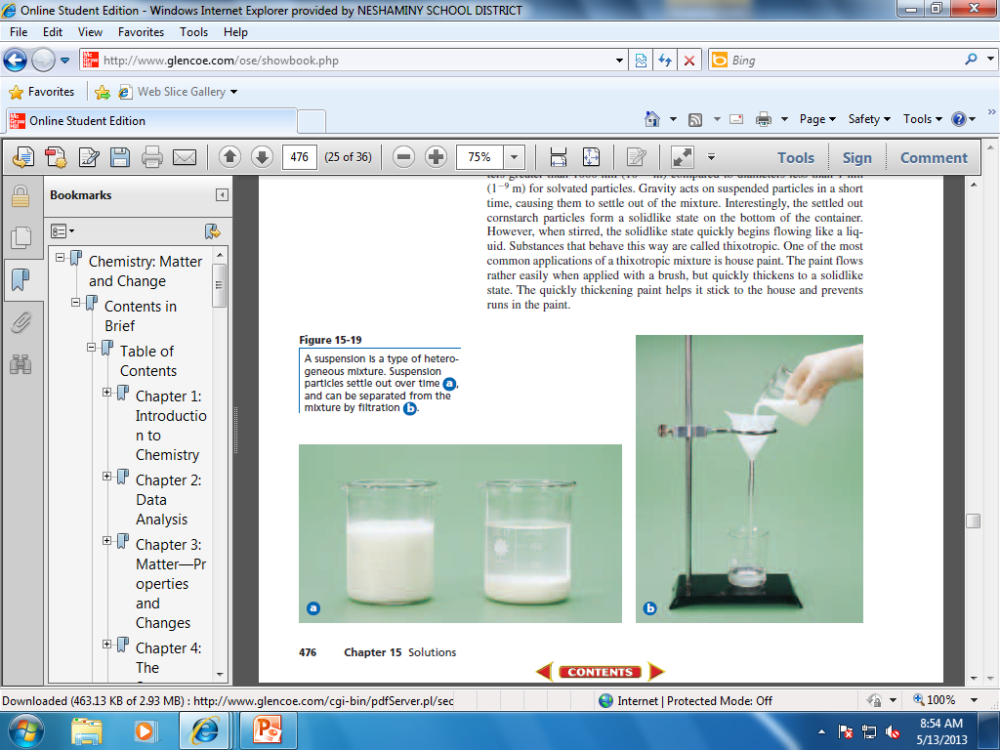 Online Student Edition - Windows Internet Explorer provided by NESHAMINY SCHOOL DISTRICT
File Edit View Favorites Tools Help
http://www.glencoe.com/ose/showbook.php
Bing
Favorites
Web Slice Gallery
Online Student Edition
Page Safety Tools
476 (25 of 36) 75% Tools Sign Comment
Bookmarks
Chemistry: Matter
and Change
Contents in
Brief
Table of
Contents
Chapter 1:
Introductio
n to
Chemistry
Chapter 2:
Data
Analysis
Chapter 3:
Matter—Pr
operties
and
Changes
Chapter 4:
The
(1⁻⁹ m) for solvated particles. Gravity acts on suspended particles in a short
time, causing them to settle out of the mixture. Interestingly, the settled out
cornstarch particles form a solidlike state on the bottom of the container.
However, when stirred, the solidlike state quickly begins flowing like a liq-
uid. Substances that behave this way are called thixotropic. One of the most
common applications of a thixotropic mixture is house paint. The paint flows
rather easily when applied with a brush, but quickly thickens to a solidlike
state. The quickly thickening paint helps it stick to the house and prevents
runs in the paint.
Figure 15-19
A suspension is a type of hetero-
geneous mixture. Suspension
particles settle out over time a,
and can be separated from the
mixture by filtration b.
a
b
476 Chapter 15 Solutions
CONTENTS
Downloaded (463.13 KB of 2.93 MB) : http://www.glencoe.com/cgi-bin/pdfServer.pl/sec
Internet | Protected Mode: Off
100%
8:54 AM
5/13/2013